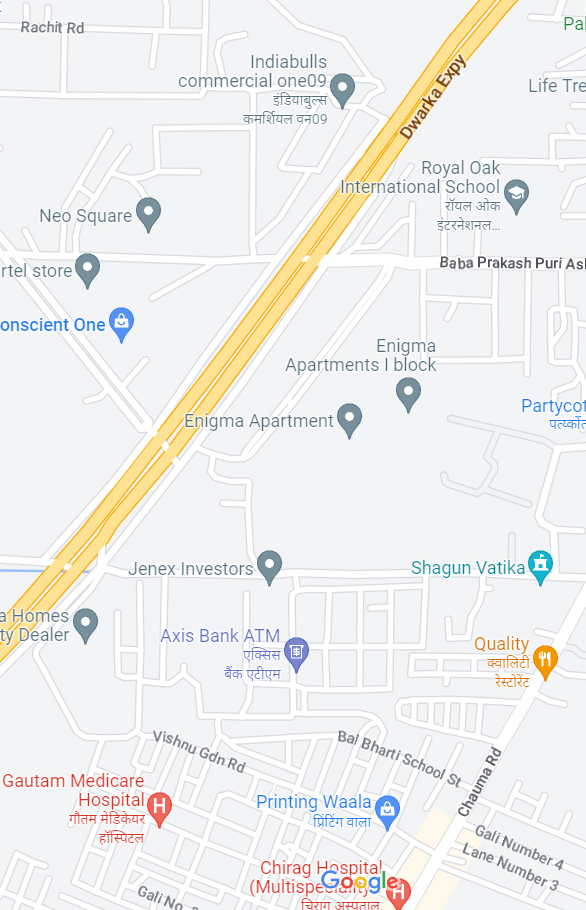 Rachit Rd
Pa
Indiabulls
commercial one09
इंडियाबुल्स
कमर्शियल वन09
Dwarka Expy
Life Tre
Royal Oak
International School
रॉयल ओक
इंटरनेशनल...
Neo Square
Baba Prakash Puri Ash
rtel store
onscient One
Enigma
Apartments I block
Enigma Apartment
Partycot
पर्त्य्कोत
Jenex Investors
Shagun Vatika
a Homes
ty Dealer
Axis Bank ATM
एक्सिस
बैंक एटीएम
Quality
क्वालिटी
रेस्टोरेंट
Vishnu Gdn Rd
Bal Bharti School St
Chauma Rd
Gautam Medicare
Hospital
गौतम मेडिकेयर
हॉस्पिटल
Printing Waala
प्रिंटिंग वाला
Gali Number 4
Lane Number 3
Chirag Hospital
(Multispeciality)
Google
चिराग अस्पताल,
Gali No.